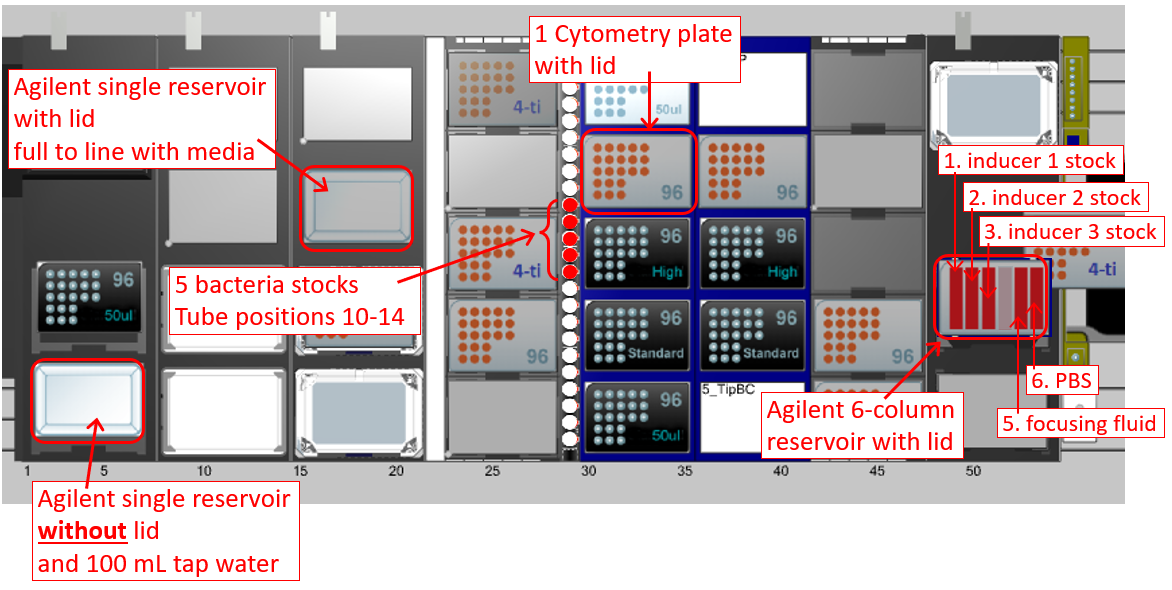 1 Cytometry plate
with lid
Agilent single reservoir
with lid
full to line with media
4-ti
50ul
1. inducer 1 stock
2. inducer 2 stock
3. inducer 3 stock
96
96
4-ti
96
High
96
High
4-ti
5 bacteria stocks
Tube positions 10-14
96
50ul
96
96
Standard
96
Standard
96
6. PBS
5. focusing fluid
Agilent 6-column
reservoir with lid
96
50ul
5_TipBC
1 5 10 15 20 25 30 35 40 45 50
Agilent single reservoir
without lid
and 100 mL tap water